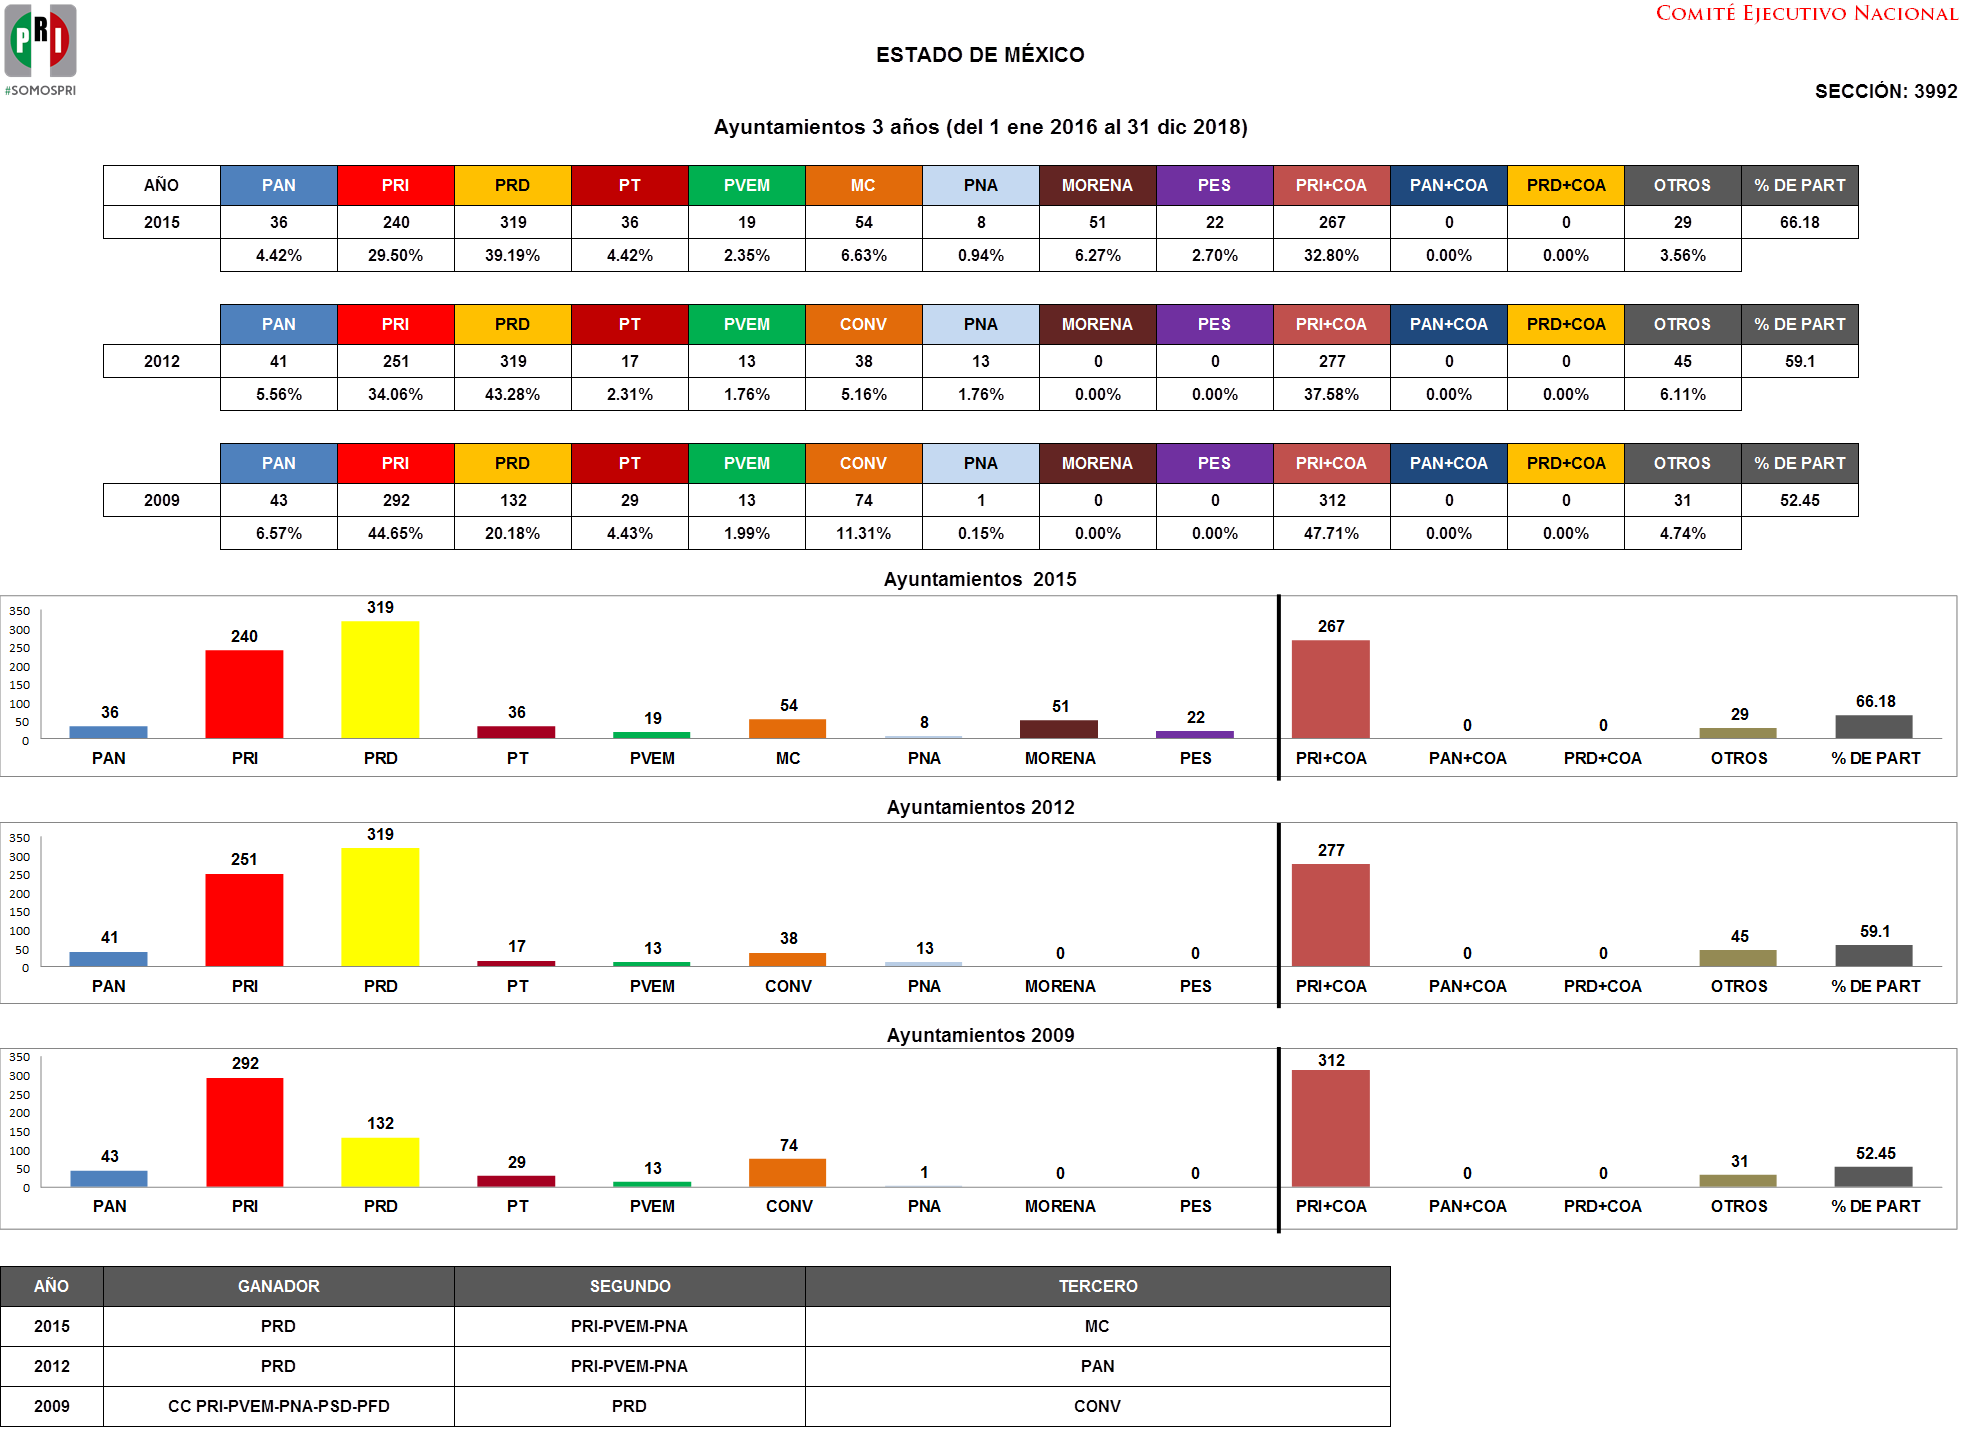 PRI
#SOMOSPRI
COMITÉ EJECUTIVO NACIONAL
ESTADO DE MÉXICO
SECCIÓN: 3992
Ayuntamientos 3 años (del 1 ene 2016 al 31 dic 2018)
AÑO PAN PRI PRD PT PVEM MC PNA MORENA PES PRI+COA PAN+COA PRD+COA OTROS % DE PART
2015 36 240 319 36 19 54 8 51 22 267 0 0 29 66.18
4.42% 29.50% 39.19% 4.42% 2.35% 6.63% 0.94% 6.27% 2.70% 32.80% 0.00% 0.00% 3.56%
PAN PRI PRD PT PVEM CONV PNA MORENA PES PRI+COA PAN+COA PRD+COA OTROS % DE PART
2012 41 251 319 17 13 38 13 0 0 277 0 0 45 59.1
5.56% 34.06% 43.28% 2.31% 1.76% 5.16% 1.76% 0.00% 0.00% 37.58% 0.00% 0.00% 6.11%
PAN PRI PRD PT PVEM CONV PNA MORENA PES PRI+COA PAN+COA PRD+COA OTROS % DE PART
2009 43 292 132 29 13 74 1 0 0 312 0 0 31 52.45
6.57% 44.65% 20.18% 4.43% 1.99% 11.31% 0.15% 0.00% 0.00% 47.71% 0.00% 0.00% 4.74%
Ayuntamientos 2015
350
300
250
200
150
100
50
0
36 240 319 36 19 54 8 51 22 267 0 0 29 66.18
PAN PRI PRD PT PVEM MC PNA MORENA PES PRI+COA PAN+COA PRD+COA OTROS % DE PART
Ayuntamientos 2012
350
300
250
200
150
100
50
0
41 251 319 17 13 38 13 0 0 277 0 0 45 59.1
PAN PRI PRD PT PVEM CONV PNA MORENA PES PRI+COA PAN+COA PRD+COA OTROS % DE PART
Ayuntamientos 2009
350
300
250
200
150
100
50
0
43 292 132 29 13 74 1 0 0 312 0 0 31 52.45
PAN PRI PRD PT PVEM CONV PNA MORENA PES PRI+COA PAN+COA PRD+COA OTROS % DE PART
AÑO GANADOR SEGUNDO TERCERO
2015 PRD PRI-PVEM-PNA MC
2012 PRD PRI-PVEM-PNA PAN
2009 CC PRI-PVEM-PNA-PSD-PFD PRD CONV